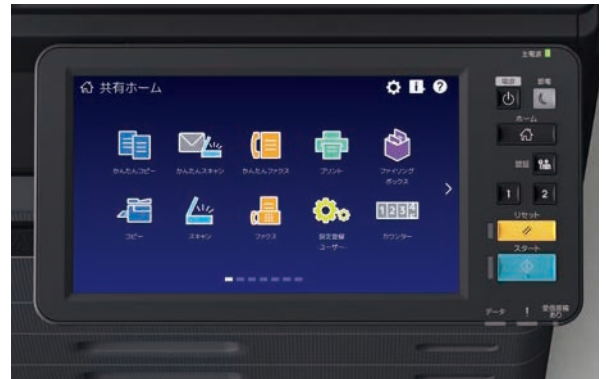 主電源
共有ホーム
電源 節電
ホーム
かんたんコピー かんたんスキャン かんたんファクス プリント ファイリング
ボックス
認証
1 2
リセット
コピー スキャン ファクス 設定登録 カウンター
-ユーザー-
1234
スタート
データ ! 受信蓄積
あり